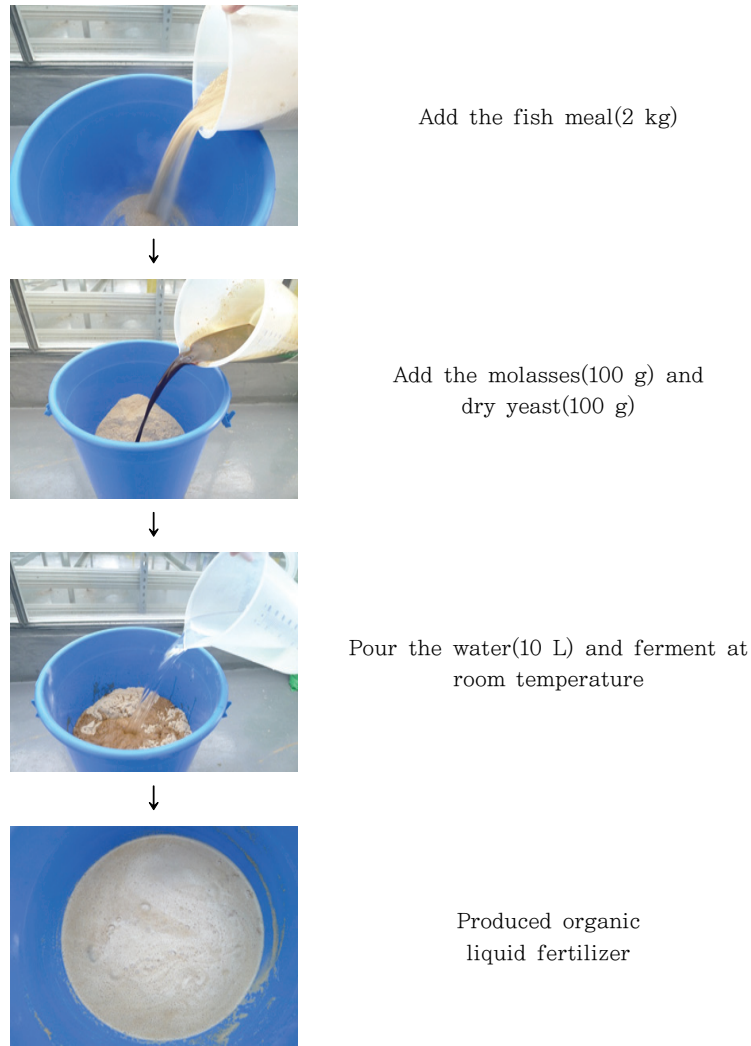 Add the fish meal(2 kg)
Add the molasses(100 g) and
dry yeast(100 g)
Pour the water(10 L) and ferment at
room temperature
Produced organic
liquid fertilizer